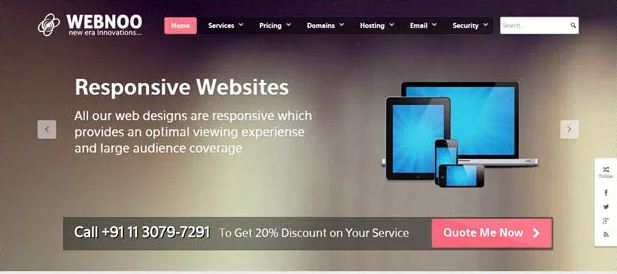 WEBNOO
new era innovations...
Home Services Pricing Domains Hosting Email Security Search...
Responsive Websites
All our web designs are responsive which
provides an optimal viewing experiense
and large audience coverage
Follow
Call +91 11 3079-7291 To Get 20% Discount on Your Service Quote Me Now